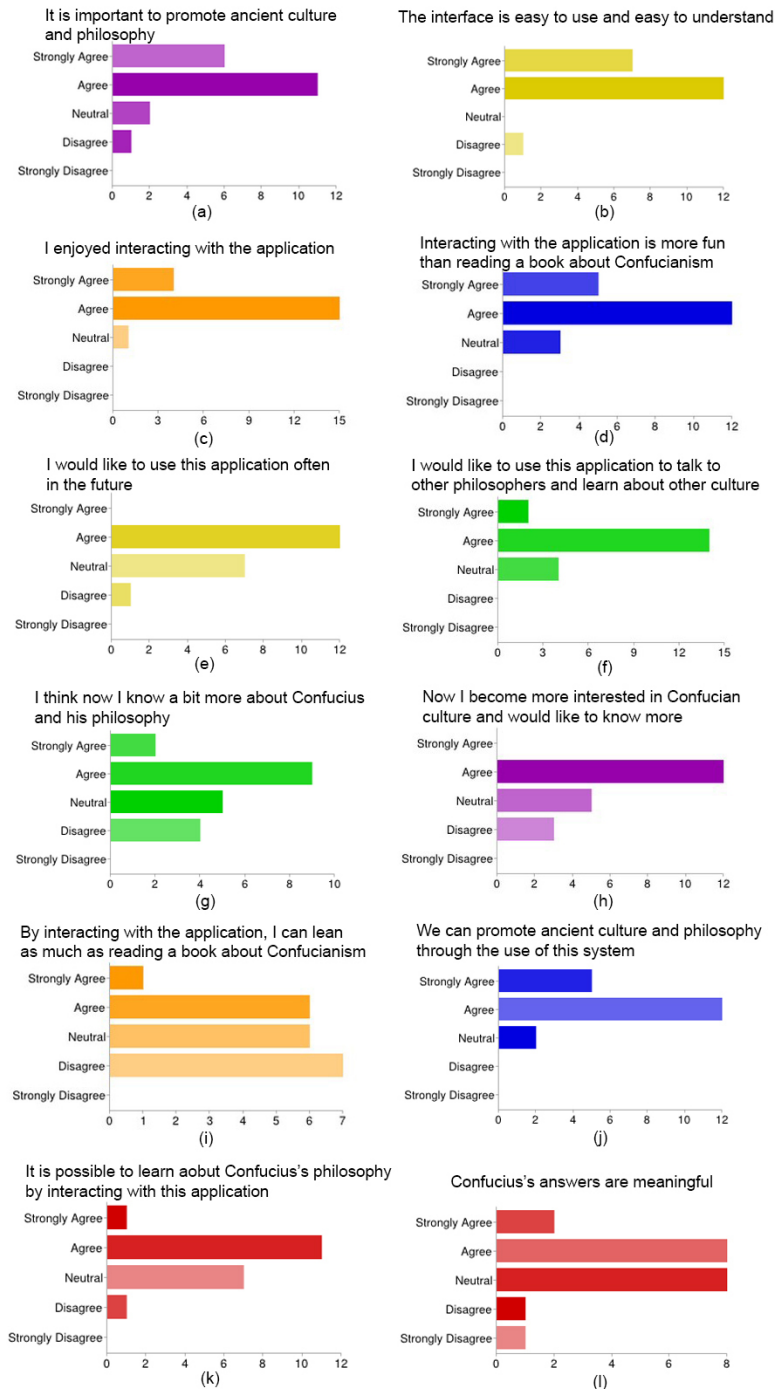 It is important to promote ancient culture
and philosophy
Strongly Agree
Agree
Neutral
Disagree
Strongly Disagree
0 2 4 6 8 10 12
(a)
The interface is easy to use and easy to understand
Strongly Agree
Agree
Neutral
Disagree
Strongly Disagree
0 2 4 6 8 10 12
(b)
I enjoyed interacting with the application
Strongly Agree
Agree
Neutral
Disagree
Strongly Disagree
0 3 6 9 12 15
(c)
Interacting with the application is more fun
than reading a book about Confucianism
Strongly Agree
Agree
Neutral
Disagree
Strongly Disagree
0 2 4 6 8 10 12
(d)
I would like to use this application often
in the future
Strongly Agree
Agree
Neutral
Disagree
Strongly Disagree
0 2 4 6 8 10 12
(e)
I would like to use this application to talk to
other philosophers and learn about other culture
Strongly Agree
Agree
Neutral
Disagree
Strongly Disagree
0 3 6 9 12 15
(f)
I think now I know a bit more about Confucius
and his philosophy
Strongly Agree
Agree
Neutral
Disagree
Strongly Disagree
0 2 4 6 8 10
(g)
Now I become more interested in Confucian
culture and would like to know more
Strongly Agree
Agree
Neutral
Disagree
Strongly Disagree
0 2 4 6 8 10 12
(h)
By interacting with the application, I can lean
as much as reading a book about Confucianism
Strongly Agree
Agree
Neutral
Disagree
Strongly Disagree
0 1 2 3 4 5 6 7
(i)
We can promote ancient culture and philosophy
through the use of this system
Strongly Agree
Agree
Neutral
Disagree
Strongly Disagree
0 2 4 6 8 10 12
(j)
It is possible to learn aobut Confucius's philosophy
by interacting with this application
Strongly Agree
Agree
Neutral
Disagree
Strongly Disagree
0 2 4 6 8 10 12
(k)
Confucius's answers are meaningful
Strongly Agree
Agree
Neutral
Disagree
Strongly Disagree
0 2 4 6 8
(l)